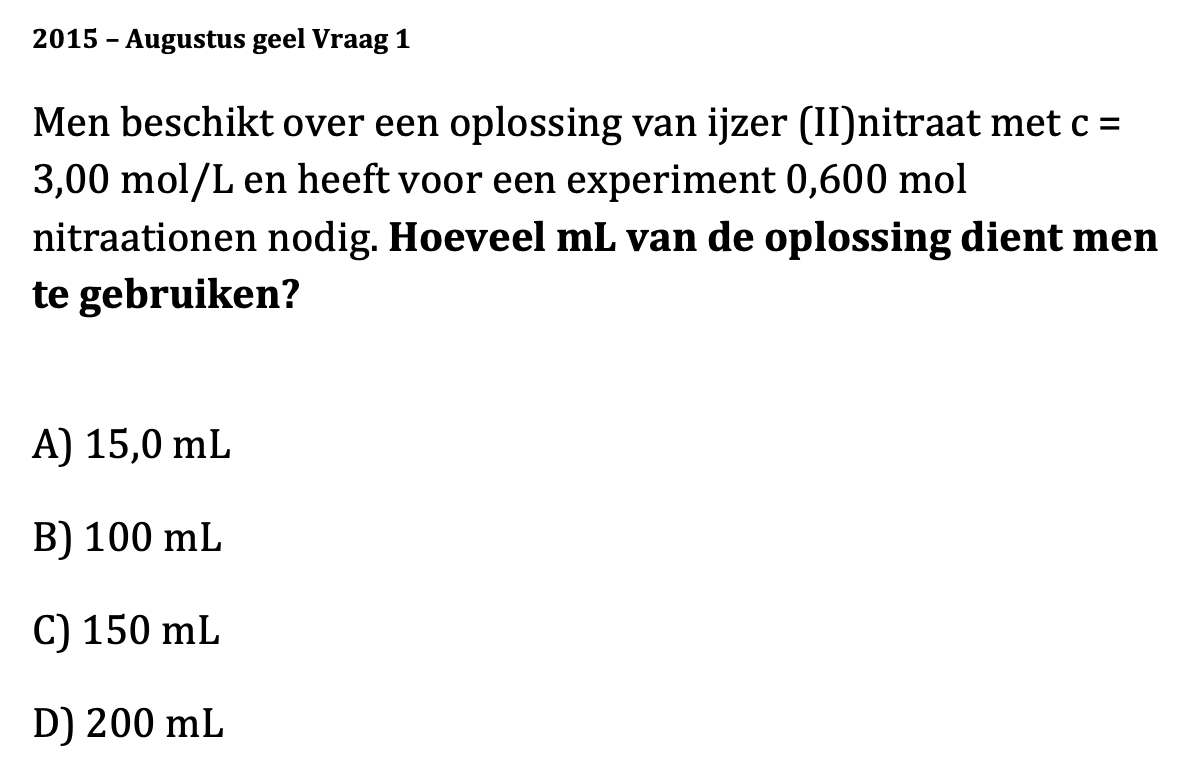 2015 – Augustus geel Vraag 1
Men beschikt over een oplossing van ijzer (II)nitraat met c =
3,00 mol/L en heeft voor een experiment 0,600 mol
nitraationen nodig. Hoeveel mL van de oplossing dient men
te gebruiken?
A) 15,0 mL
B) 100 mL
C) 150 mL
D) 200 mL